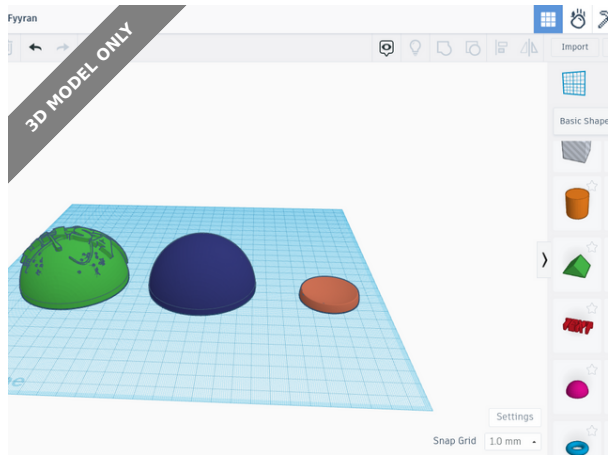 Fyyran
3D MODEL ONLY
Import
Basic Shape
TEXT
Settings
Snap Grid 1.0 mm